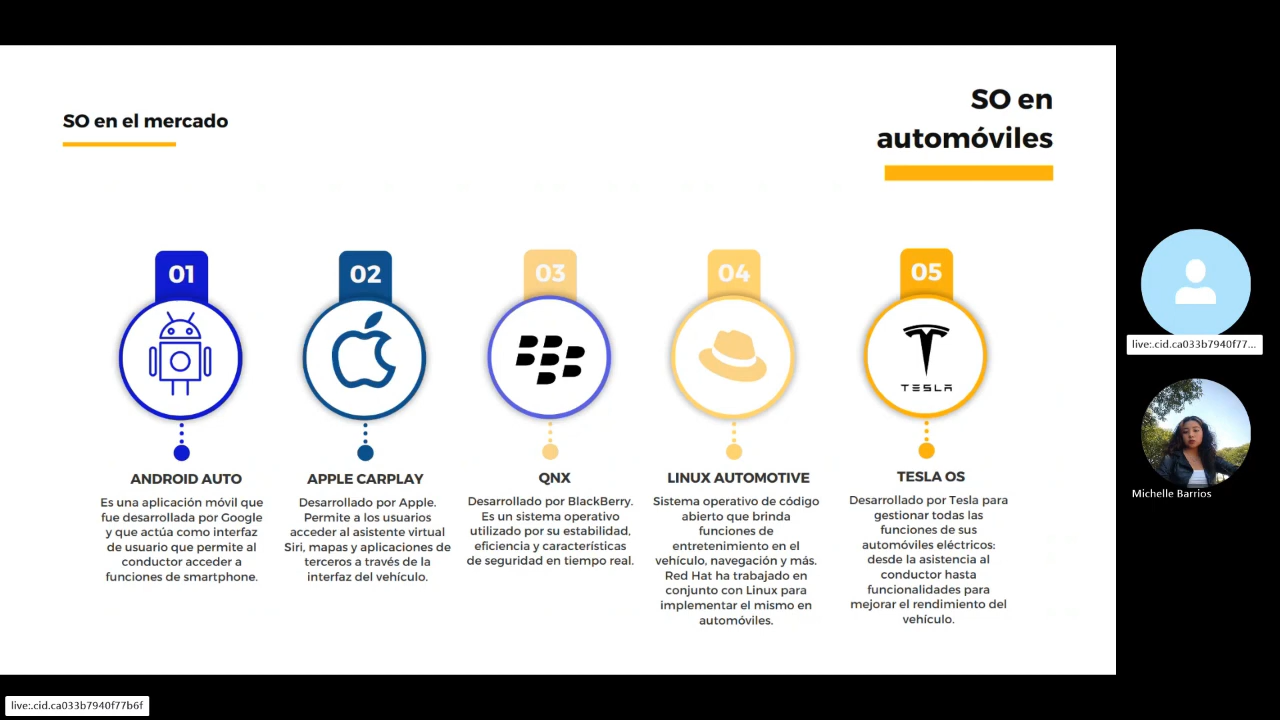 SO en el mercado
SO en
automóviles
01
02
03
04
05
TESLA
ANDROID AUTO
Es una aplicación móvil que
fue desarrollada por Google
y que actúa como interfaz
de usuario que permite al
conductor acceder a
funciones de smartphone.
APPLE CARPLAY
Desarrollado por Apple.
Permite a los usuarios
acceder al asistente virtual
Siri, mapas y aplicaciones de
terceros a través de la
interfaz del vehículo.
QNX
Desarrollado por BlackBerry.
Es un sistema operativo
utilizado por su estabilidad,
eficiencia y características
de seguridad en tiempo real.
LINUX AUTOMOTIVE
Sistema operativo de código
abierto que brinda
funciones de
entretenimiento en el
vehículo, navegación y más.
Red Hat ha trabajado en
conjunto con Linux para
implementar el mismo en
automóviles.
TESLA OS
Desarrollado por Tesla para
gestionar todas las
funciones de sus
automóviles eléctricos:
desde la asistencia al
conductor hasta
funcionalidades para
mejorar el rendimiento del
vehículo.
live:.cid.ca033b7940f77...
Michelle Barrios
live:.cid.ca033b7940f77b6f